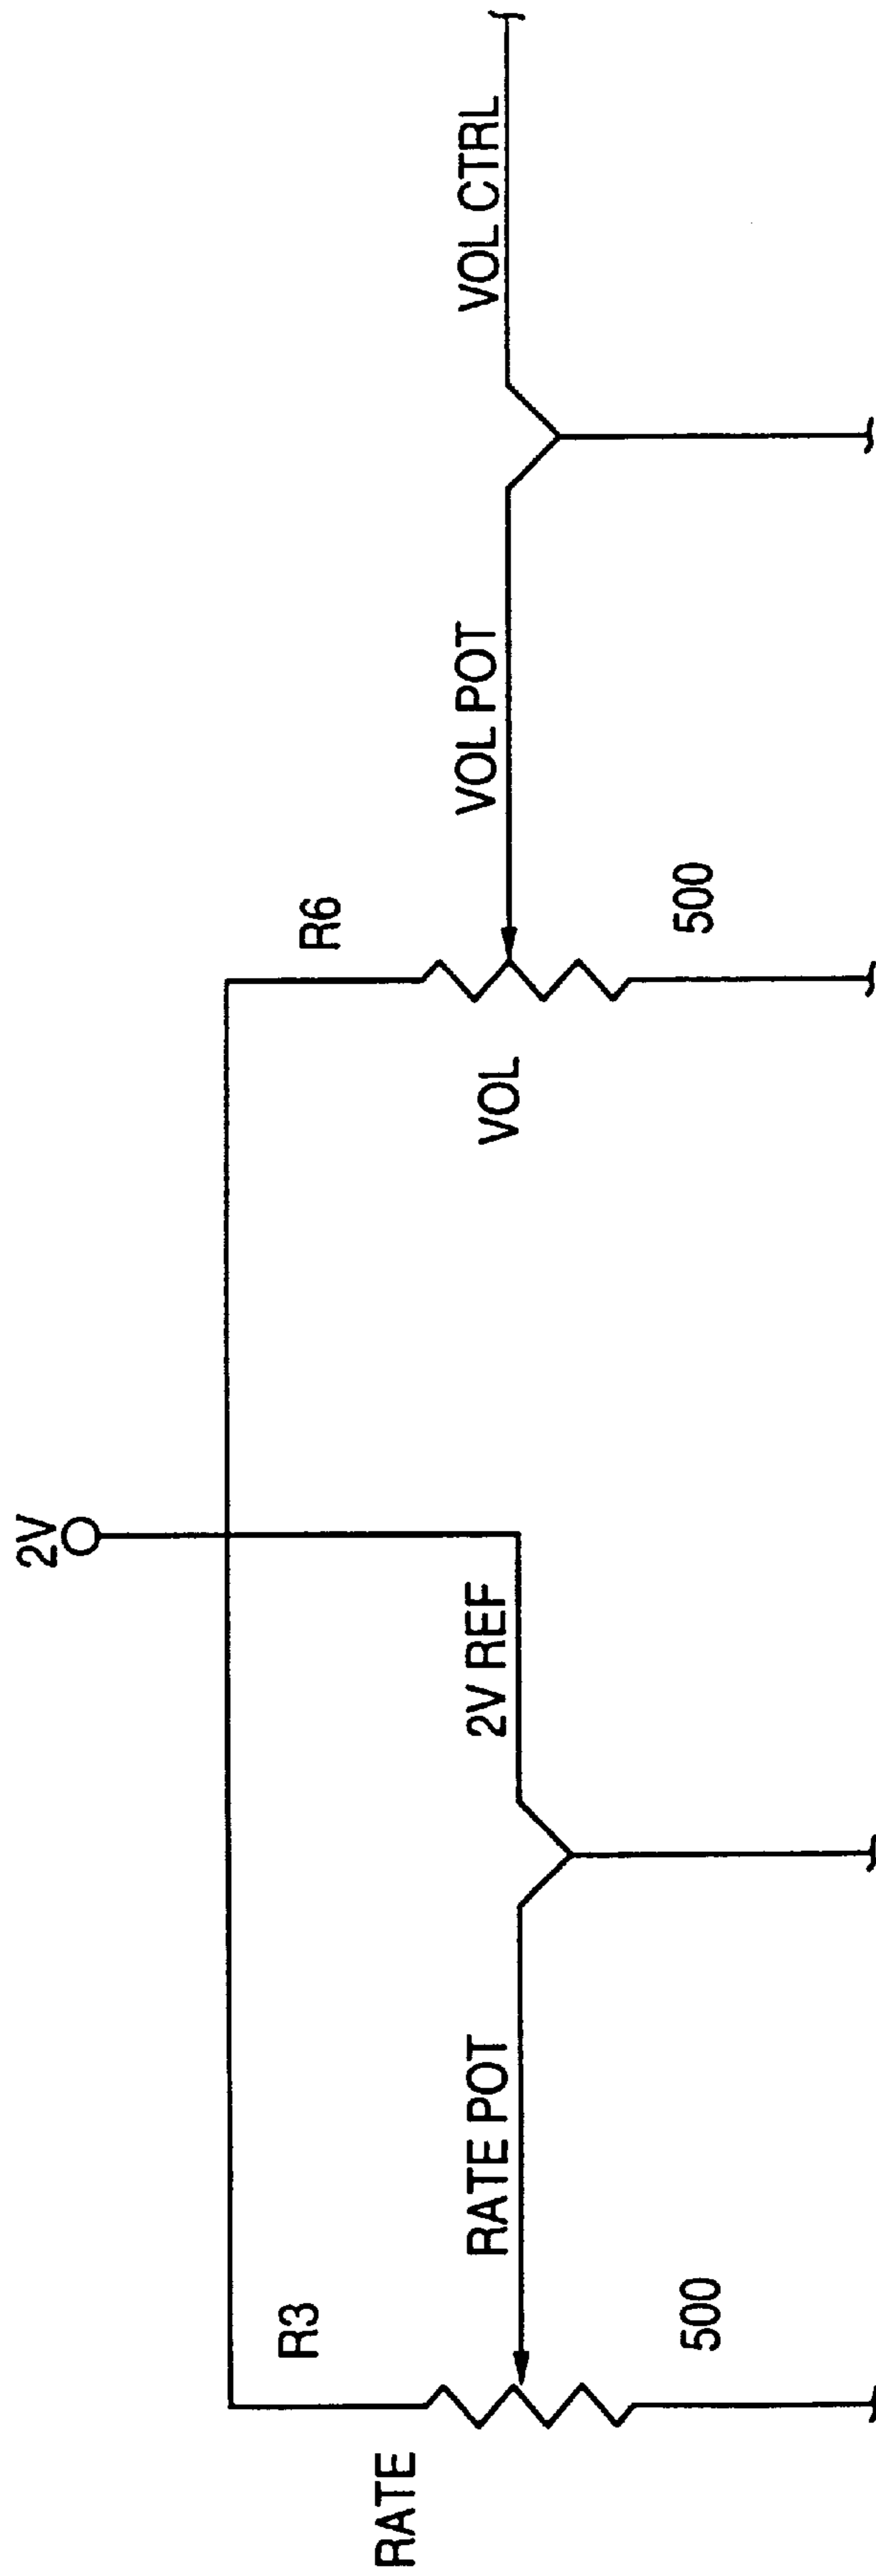 2V
R3
R6
RATE
RATE POT
2V REF
VOL
VOL POT
VOL CTRL
500
500